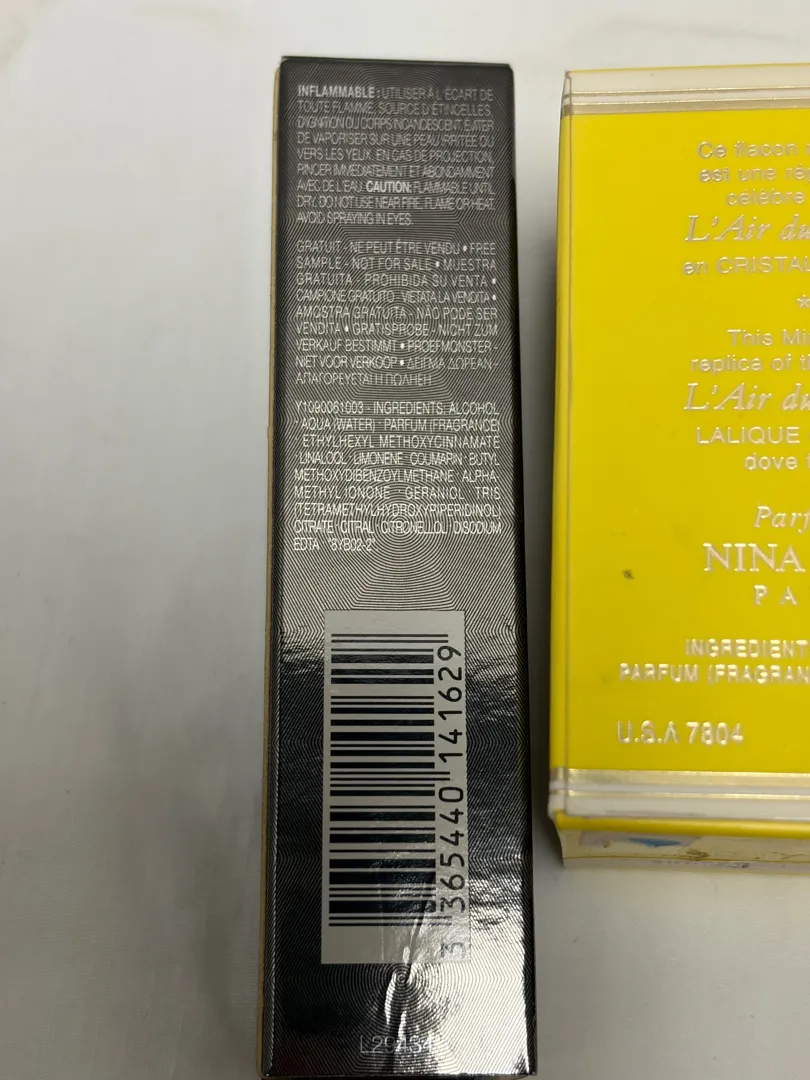 INFLAMMABLE : UTILISER À L'ÉCART DE
TOUTE FLAMME, SOURCE D'ÉTINCELLES,
D'IGNITION OU CORPS INCANDESCENT, ÉVITER
DE VAPORISER SUR UNE PEAU IRRITÉE OU
VERS LES YEUX. EN CAS DE PROJECTION,
RINCER IMMÉDIATEMENT ET ABONDAMMENT
AVEC DE L'EAU. CAUTION: FLAMMABLE UNTIL
DRY. DO NOT USE NEAR FIRE, FLAME OR HEAT.
AVOID SPRAYING IN EYES.
GRATUIT - NE PEUT ÊTRE VENDU • FREE
SAMPLE - NOT FOR SALE • MUESTRA
GRATUITA - PROHIBIDA SU VENTA •
CAMPIONE GRATUITO - VIETATA LA VENDITA •
AMOSTRA GRATUITA - NÃO PODE SER
VENDITA • GRATISPROBE - NICHT ZUM
VERKAUF BESTIMMT • PROEFMONSTER -
NIET VOOR VERKOOP • ΔΕΙΓΜΑ ΔΩΡΕΑΝ -
ΑΠΑΓΟΡΕΥΕΤΑΙ Η ΠΩΛΗΣΗ
Y1090061003 - INGREDIENTS: ALCOHOL
· AQUA (WATER) · PARFUM (FRAGRANCE)
· ETHYLHEXYL METHOXYCINNAMATE
· LINALOOL · LIMONENE · COUMARIN · BUTYL
METHOXYDIBENZOYLMETHANE · ALPHA-
METHYL IONONE · GERANIOL · TRIS
(TETRAMETHYLHYDROXYPIPERIDINOL)
CITRATE · CITRAL · CITRONELLOL · DISODIUM
EDTA "BYB02-2"
3 365440 141629
Ce flacon
est une
célèbre
L'Air du
en CRISTAL
*
This
replica of
L'Air du
LALIQUE
dove
NINA
INGREDIENT
PARFUM (FRAGRAN
U.S.A 7804